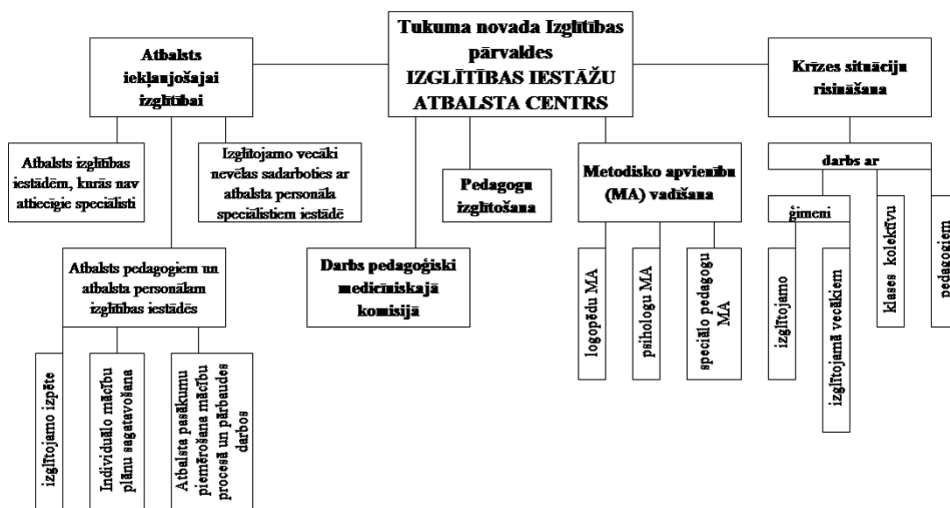 Tukuma novada Izglītības
pārvaldes
IZGLĪTĪBAS IESTĀŽU
ATBALSTA CENTRS
Atbalsts
iekļaujošajai
izglītībai
Krīzes situāciju
risināšana
Atbalsts izglītības
iestādēm, kurās nav
attiecīgie speciālisti
Izglītojamo vecāki
nevēlas sadarboties ar
atbalsta personāla
speciālistiem iestādē
Pedagogu
izglītošana
Metodisko apvienību
(MA) vadīšana
darbs ar
ģimeni
Atbalsts pedagogiem un
atbalsta personālam
izglītības iestādēs
Darbs pedagoģiski
medicīniskajā
komisijā
logopēdu MA
psihologu MA
speciālo pedagogu
MA
izglītojamo
izglītojamā vecākiem
klases kolektīvu
pedagogiem
izglītojamo izpēte
Individuālo mācību
plānu sagatavošana
Atbalsta pasākumu
piemērošana mācību
procesā un pārbaudes
darbos